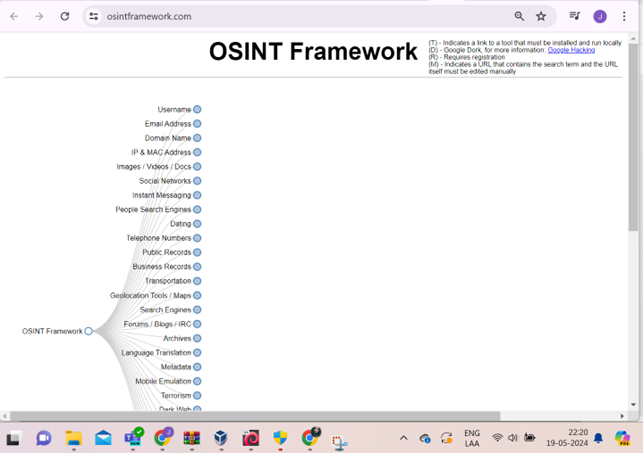 osintframework.com
J
OSINT Framework
(T) - Indicates a link to a tool that must be installed and run locally
(D) - Google Dork, for more information: Google Hacking
(R) - Requires registration
(M) - Indicates a URL that contains the search term and the URL
itself must be edited manually
Username
Email Address
Domain Name
IP & MAC Address
Images / Videos / Docs
Social Networks
Instant Messaging
People Search Engines
Dating
Telephone Numbers
Public Records
Business Records
Transportation
Geolocation Tools / Maps
Search Engines
Forums / Blogs / IRC
OSINT Framework
Archives
Language Translation
Metadata
Mobile Emulation
Terrorism
Dark Web
ENG
LAA
22:20
19-05-2024